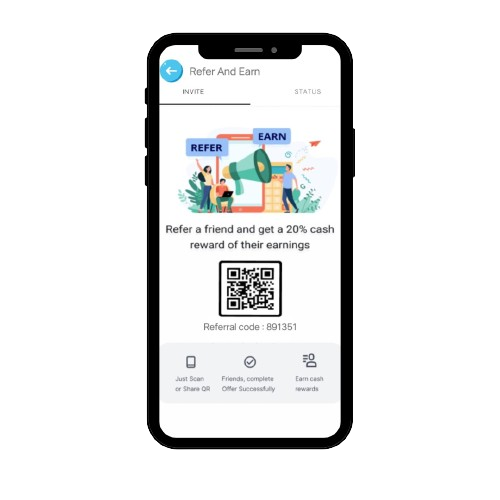 Refer And Earn
INVITE
STATUS
REFER
EARN
Refer a friend and get a 20% cash
reward of their earnings
Referral code : 891351
Just Scan
or Share QR
Friends, complete
Offer Successfully
Earn cash
rewards